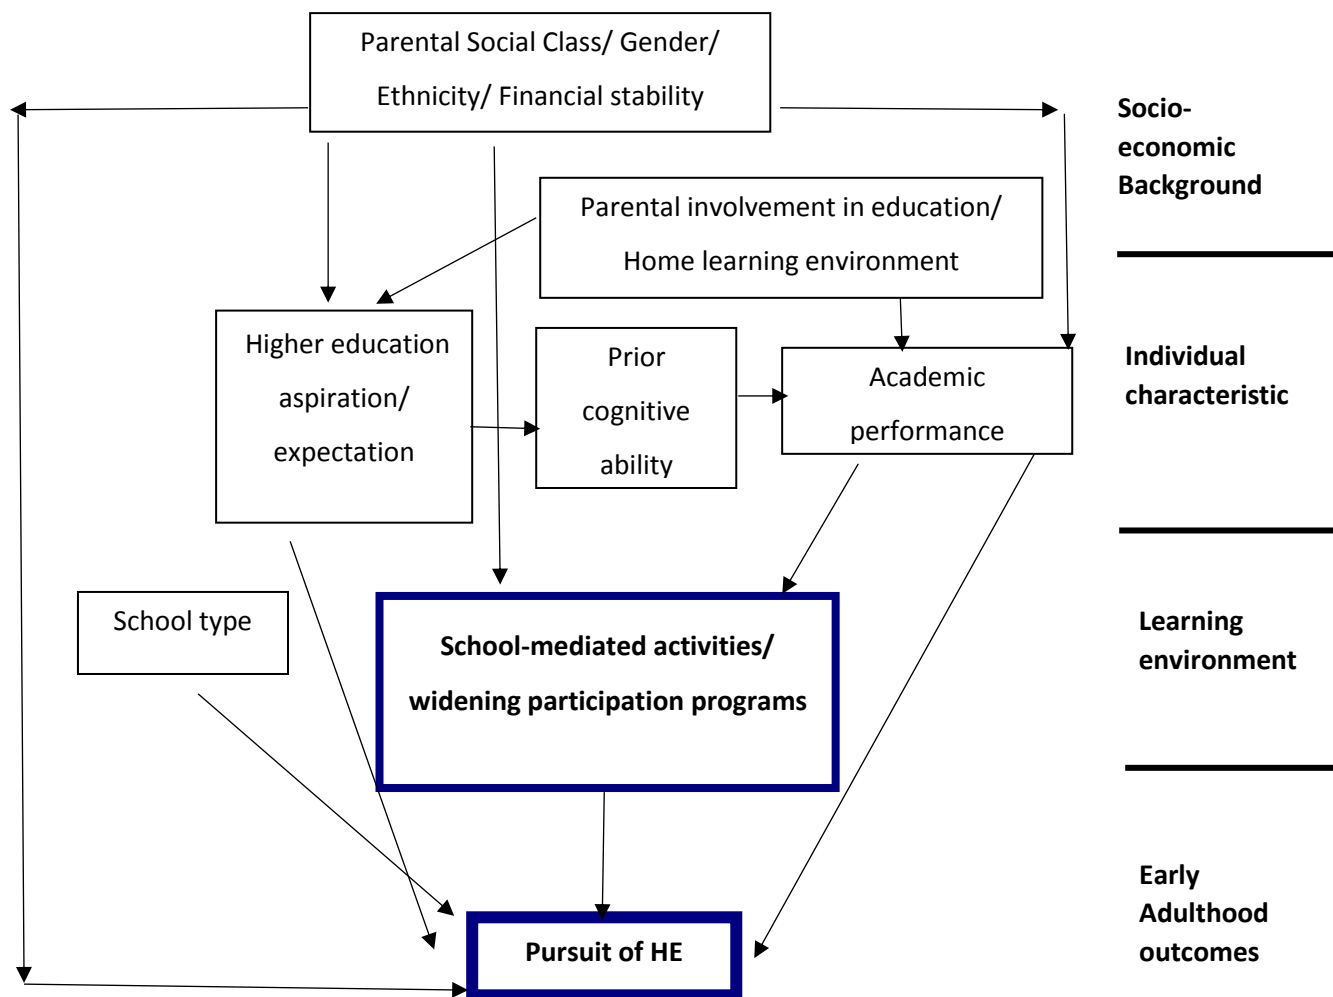 Parental Social Class/ Gender/
Ethnicity/ Financial stability
Socio-
economic
Background
Parental involvement in education/
Home learning environment
Higher education
aspiration/
expectation
Prior
cognitive
ability
Academic
performance
Individual
characteristic
School type
School-mediated activities/
widening participation programs
Learning
environment
Pursuit of HE
Early
Adulthood
outcomes